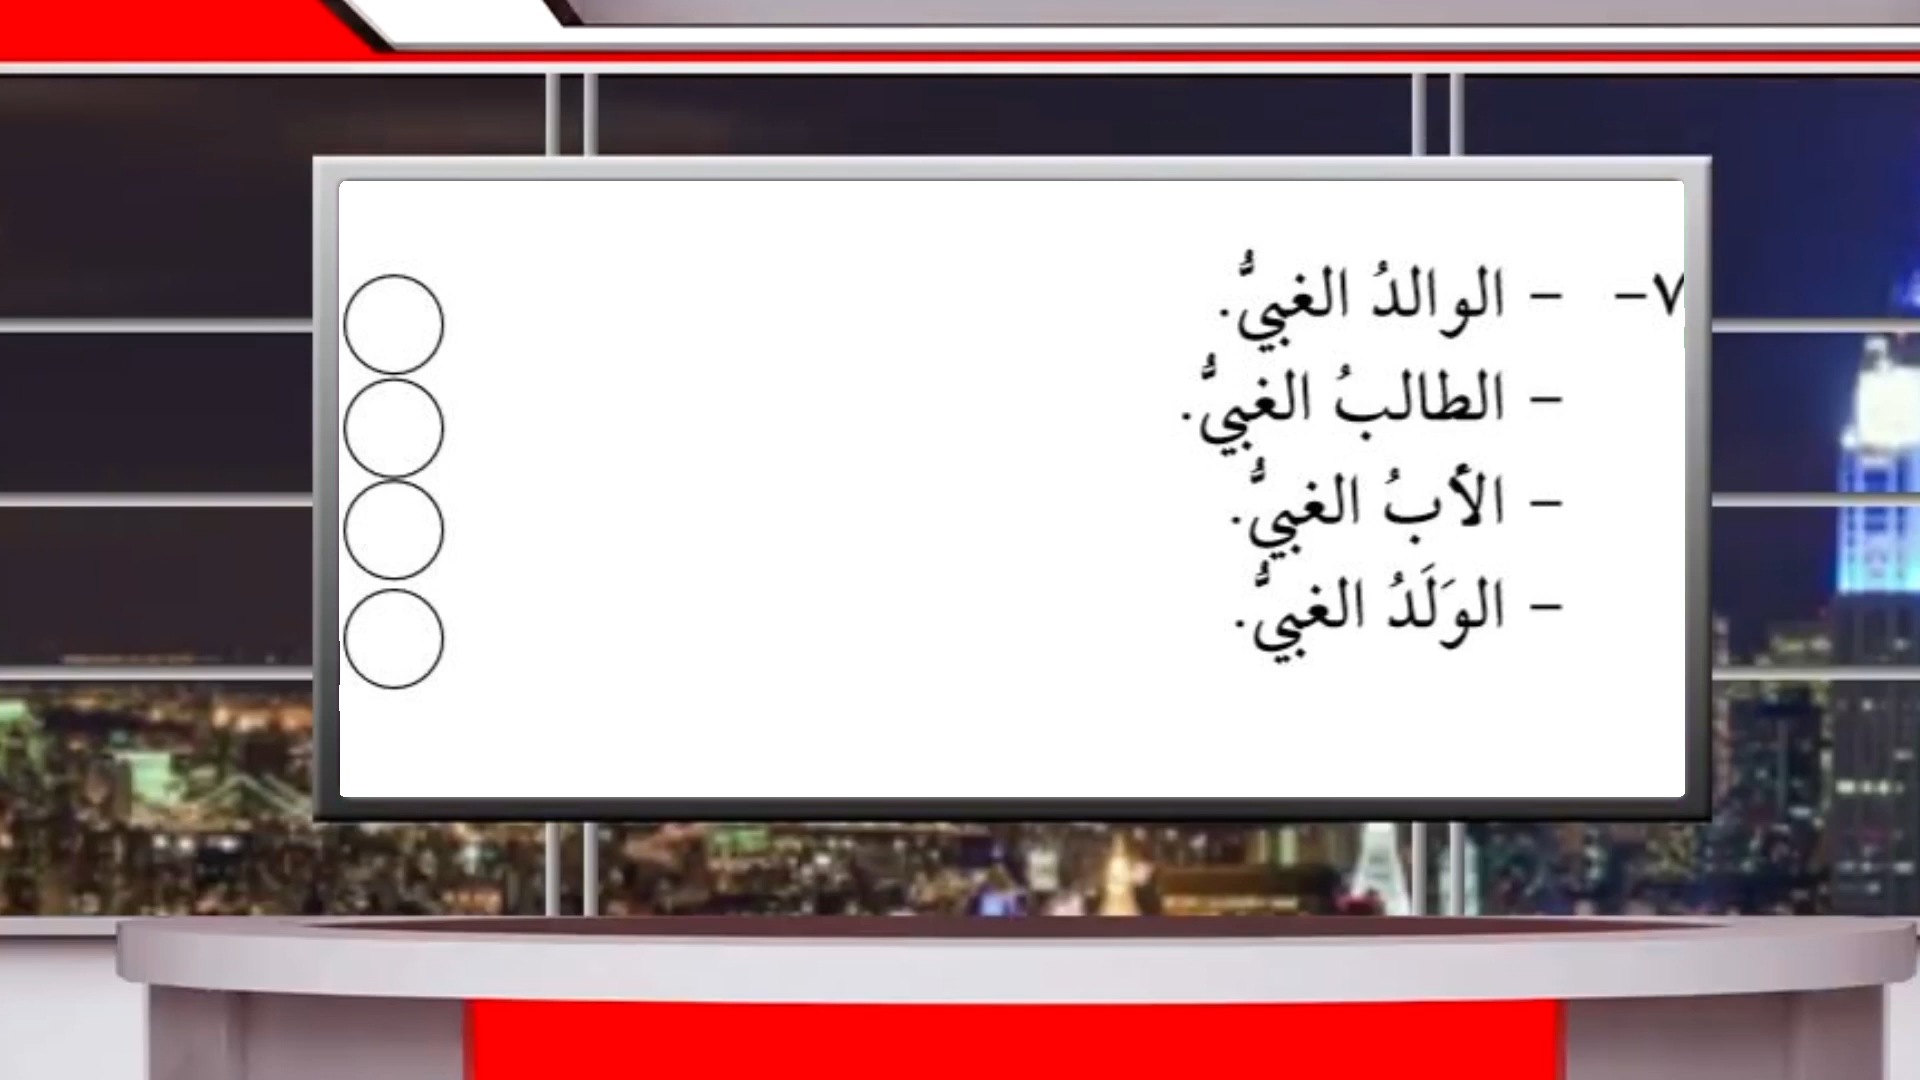 ٧- – الوالدُ الغبيُّ.
– الطالبُ الغبيُّ.
– الأبُ الغبيُّ.
– الوَلَدُ الغبيُّ.